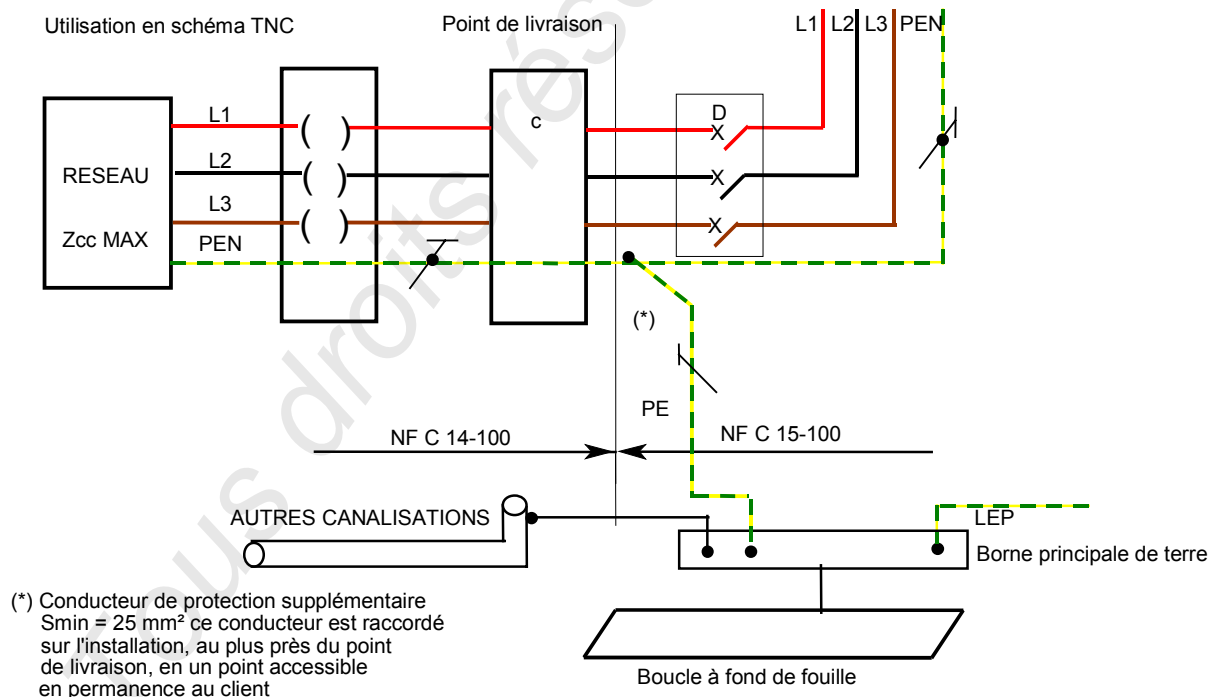 Utilisation en schéma TNC
Point de livraison
L1 L2 L3 PEN
L1
L2
L3
PEN
RESEAU
Zcc MAX
c
D
X
X
X
(*)
PE
NF C 14-100
NF C 15-100
AUTRES CANALISATIONS
LEP
Borne principale de terre
(*) Conducteur de protection supplémentaire
Smin = 25 mm² ce conducteur est raccordé
sur l'installation, au plus près du point
de livraison, en un point accessible
en permanence au client
Boucle à fond de fouille
Tous droits rése